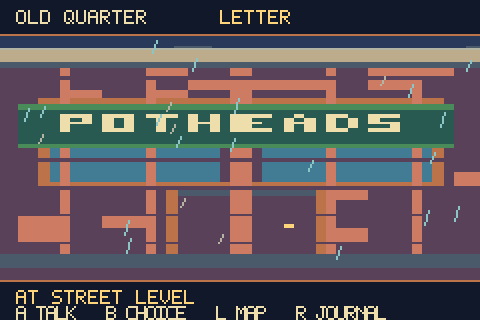 OLD QUARTER LETTER
POTHEADS
AT STREET LEVEL
A TALK B CHOICE L MAP R JOURNAL